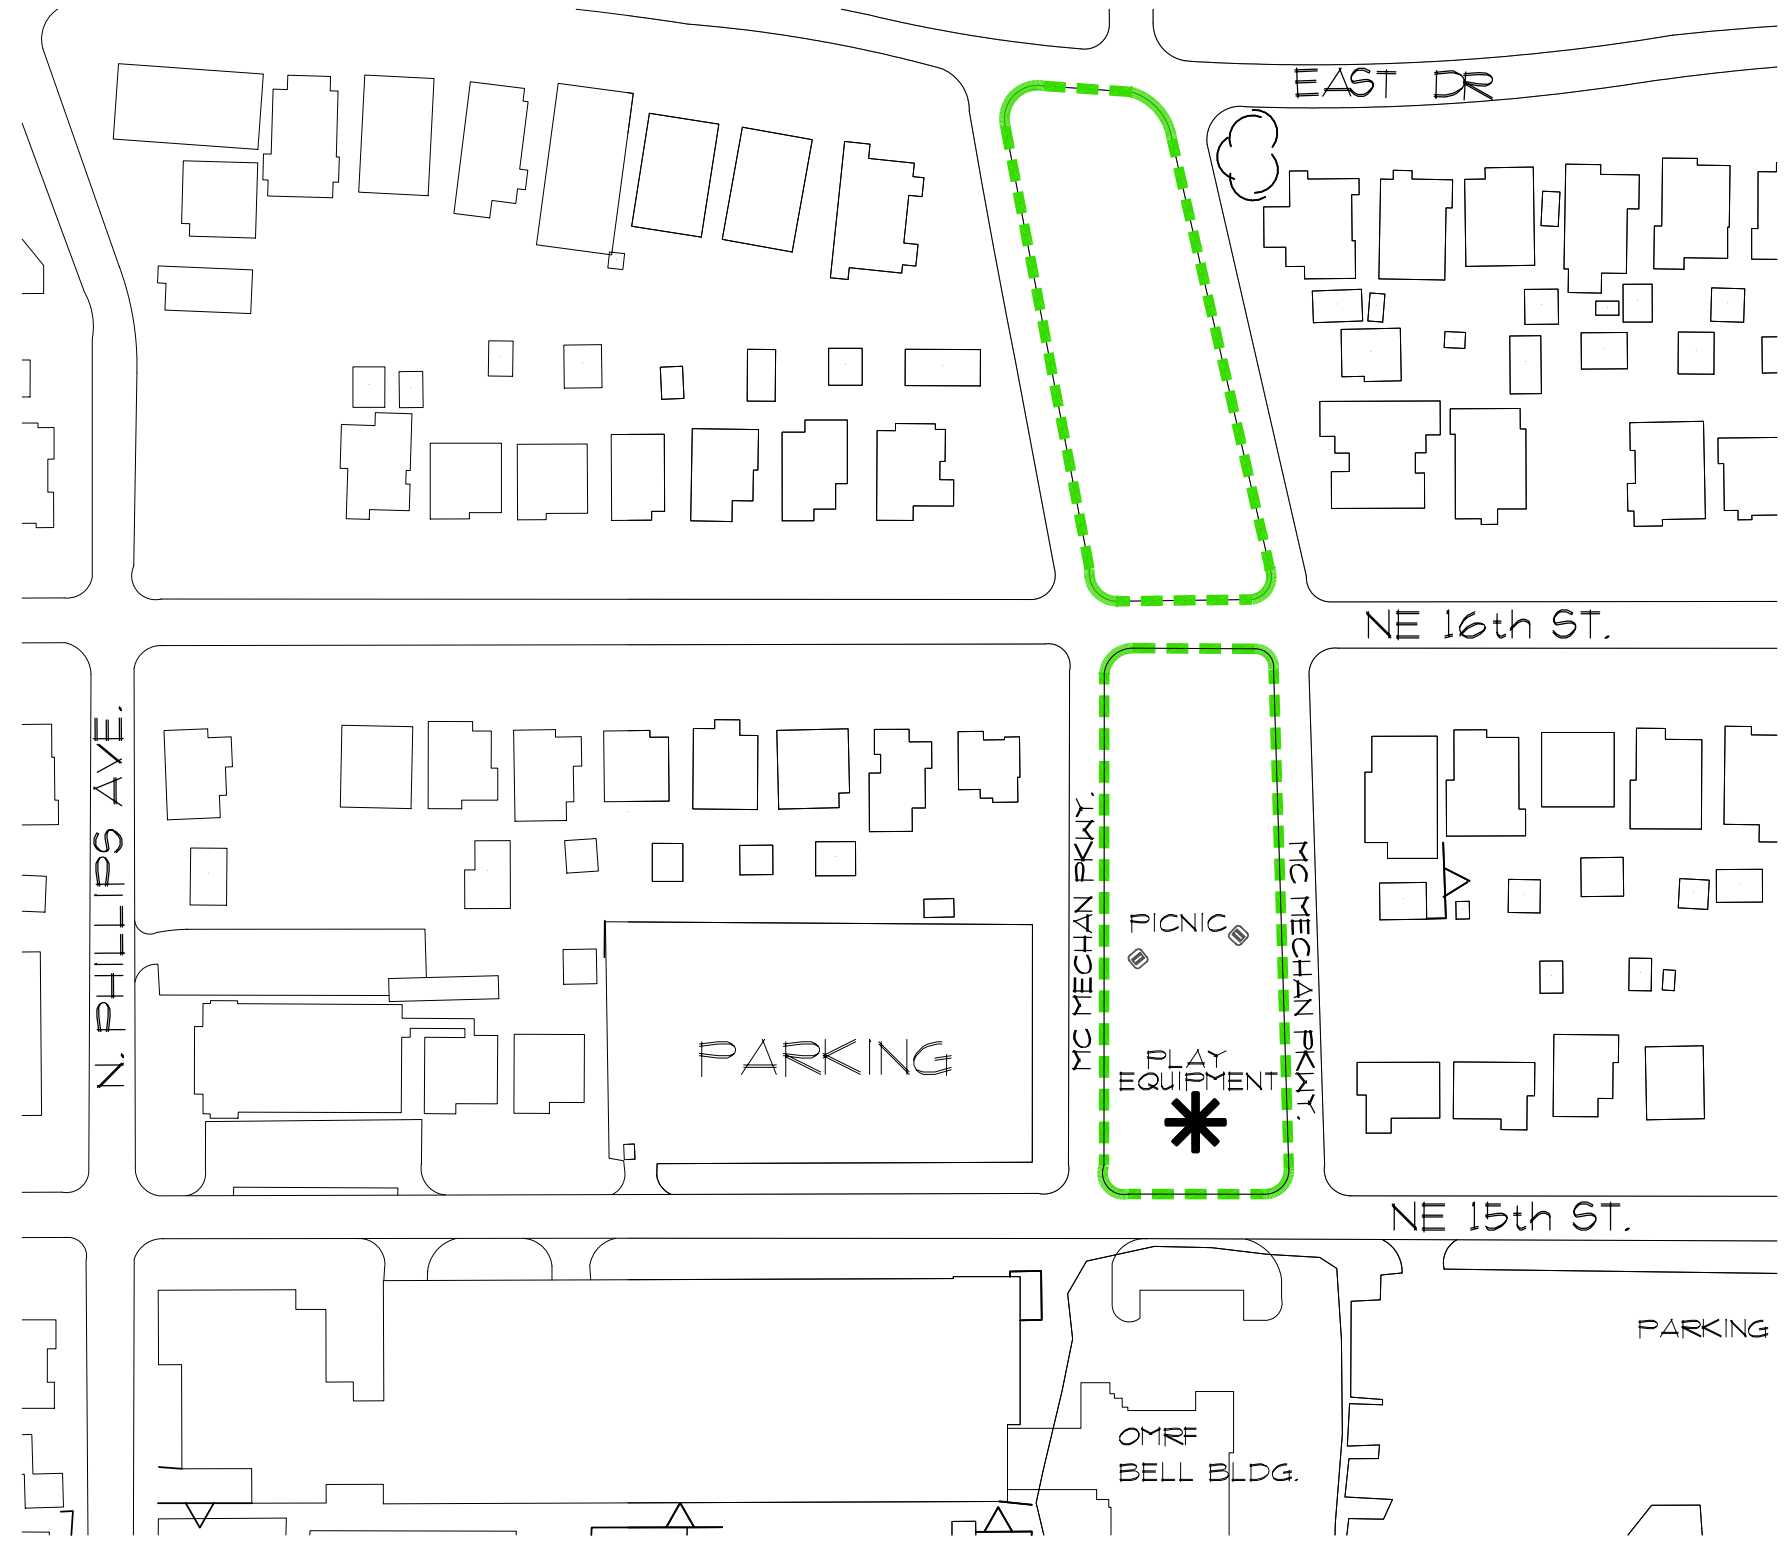 EAST DR
NE 16th ST.
N. PHILLIPS AVE.
MC MECHAN PKWY.
MC MECHAN PKWY.
PICNIC
PARKING
PLAY
EQUIPMENT
NE 15th ST.
PARKING
OMRF
BELL BLDG.